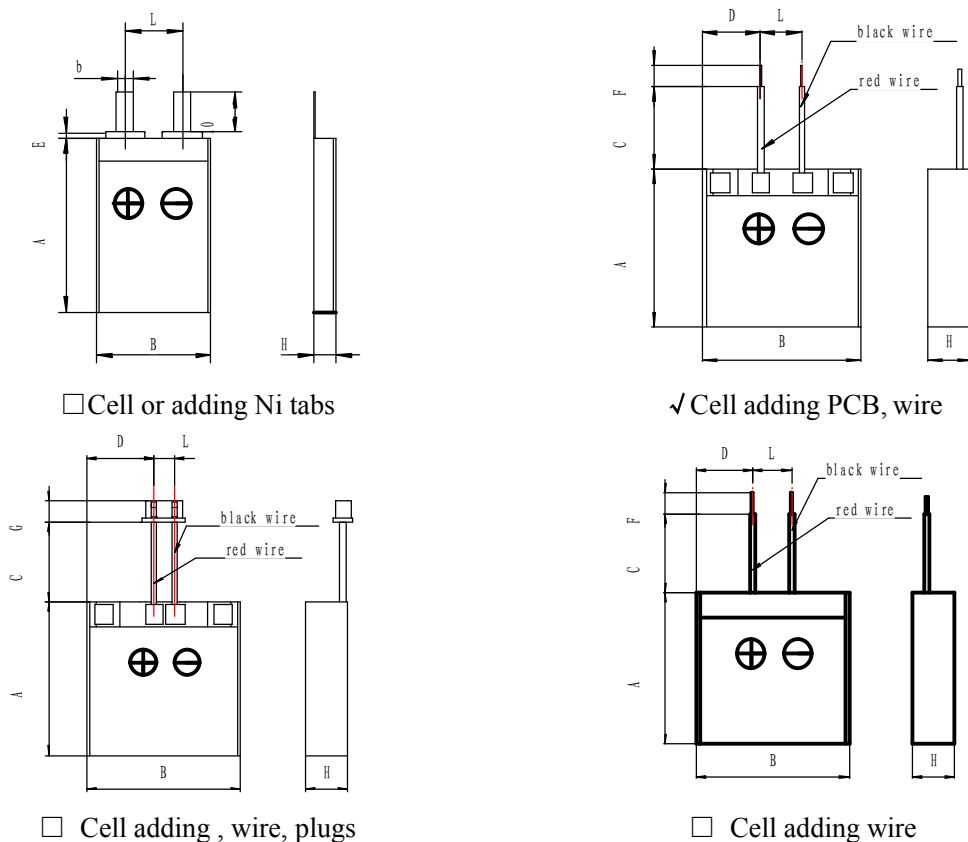 L
b
O
E
A
B
H
□ Cell or adding Ni tabs
D L
black wire
red wire
F
C
A
B
H
√ Cell adding PCB, wire
D L
black wire
red wire
G
C
A
B
H
□ Cell adding , wire, plugs
D L
black wire
red wire
F
C
A
B
H
□ Cell adding wire